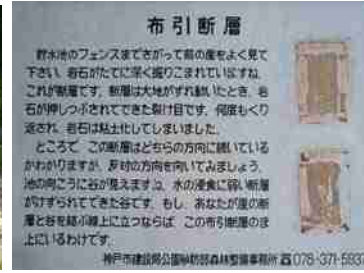 布引断層
貯水池のフェンスまでさがって前の崖をよく見て
下さい。岩石がたてに深く掘りこまれていますね。
これが断層です。断層は大地がずれ動いたとき、岩
石が押しつぶされてできた裂け目です。何度もくり
返され、岩石は粘土化してしまいました。
ところで、この断層はどちらの方向に続いている
かわかりますか。反対の方向を向いてみましょう。
池の向こうに谷が見えますね。水の浸食に弱い断層
がけずられてできた谷です。もし、あなたが崖の断
層と谷を結ぶ線上に立つならば、この布引断層のま
上にいるわけです。
神戸市建設局公園砂防部森林整備事務所 078-371-593